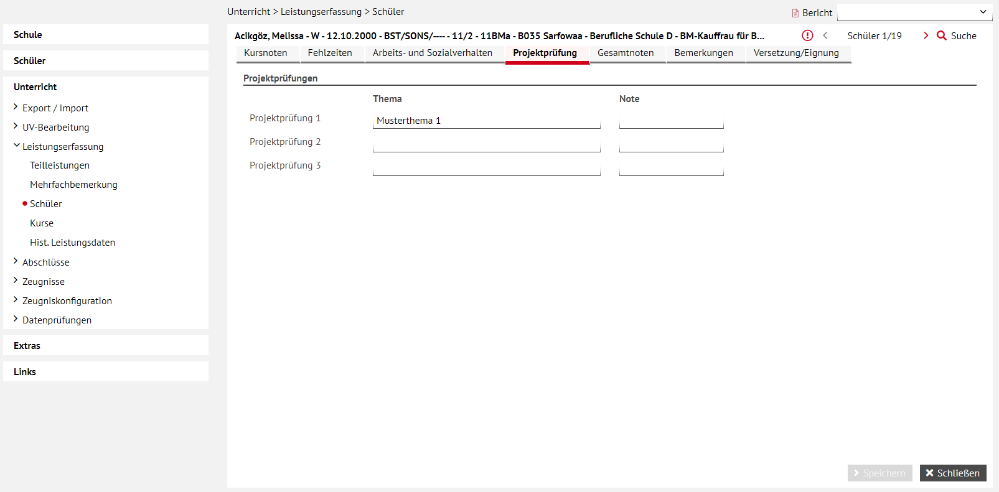 Unterricht > Leistungserfassung > Schüler
Bericht
Schule
Schüler
Unterricht
Export / Import
UV-Bearbeitung
Leistungserfassung
Teilleistungen
Mehrfachbemerkung
Schüler
Kurse
Hist. Leistungsdaten
Abschlüsse
Zeugnisse
Zeugniskonfiguration
Datenprüfungen
Extras
Links
Acikgöz, Melissa - W - 12.10.2000 - BST/SONS/---- - 11/2 - 11BMa - B035 Sarfowaa - Berufliche Schule D - BM-Kauffrau für B...
Schüler 1/19
Suche
Kursnoten Fehlzeiten Arbeits- und Sozialverhalten Projektprüfung Gesamtnoten Bemerkungen Versetzung/Eignung
Projektprüfungen
Thema Note
Projektprüfung 1 Musterthema 1
Projektprüfung 2
Projektprüfung 3
Speichern Schließen